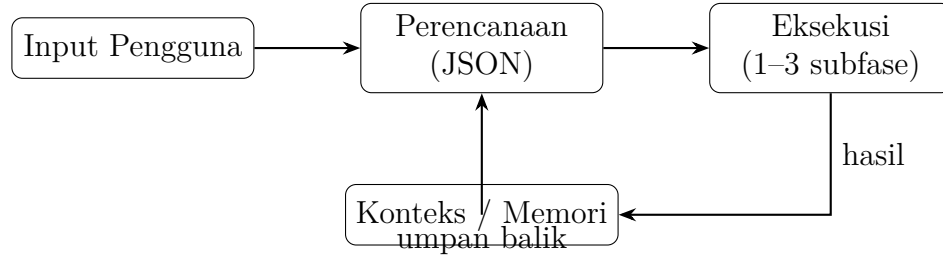 Input Pengguna
Perencanaan
(JSON)
Eksekusi
(1–3 subfase)
hasil
Konteks / Memori
umpan balik